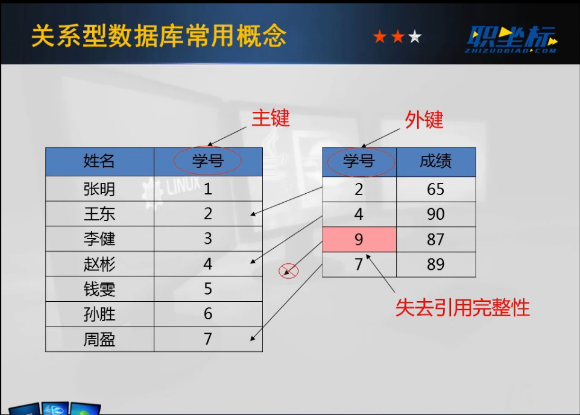 关系型数据库常用概念
职坐标
ZHIZUOBIAO.COM
主键
外键
姓名 学号
张明 1
王东 2
李健 3
赵彬 4
钱雯 5
孙胜 6
周盈 7
学号 成绩
2 65
4 90
9 87
7 89
失去引用完整性
LINUX